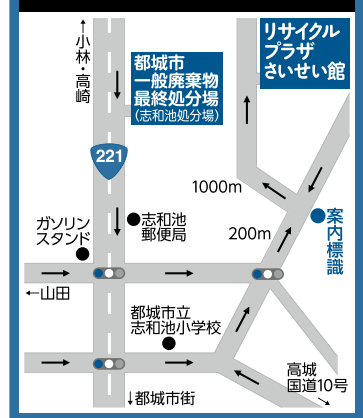 ←小林・高崎
都城市
一般廃棄物
最終処分場
(志和池処分場)
リサイクル
プラザ
さいせい館
221
1000m
ガソリン
スタンド
志和池
郵便局
200m
案内標識
←山田
都城市立
志和池小学校
高城
国道10号
↓都城市街